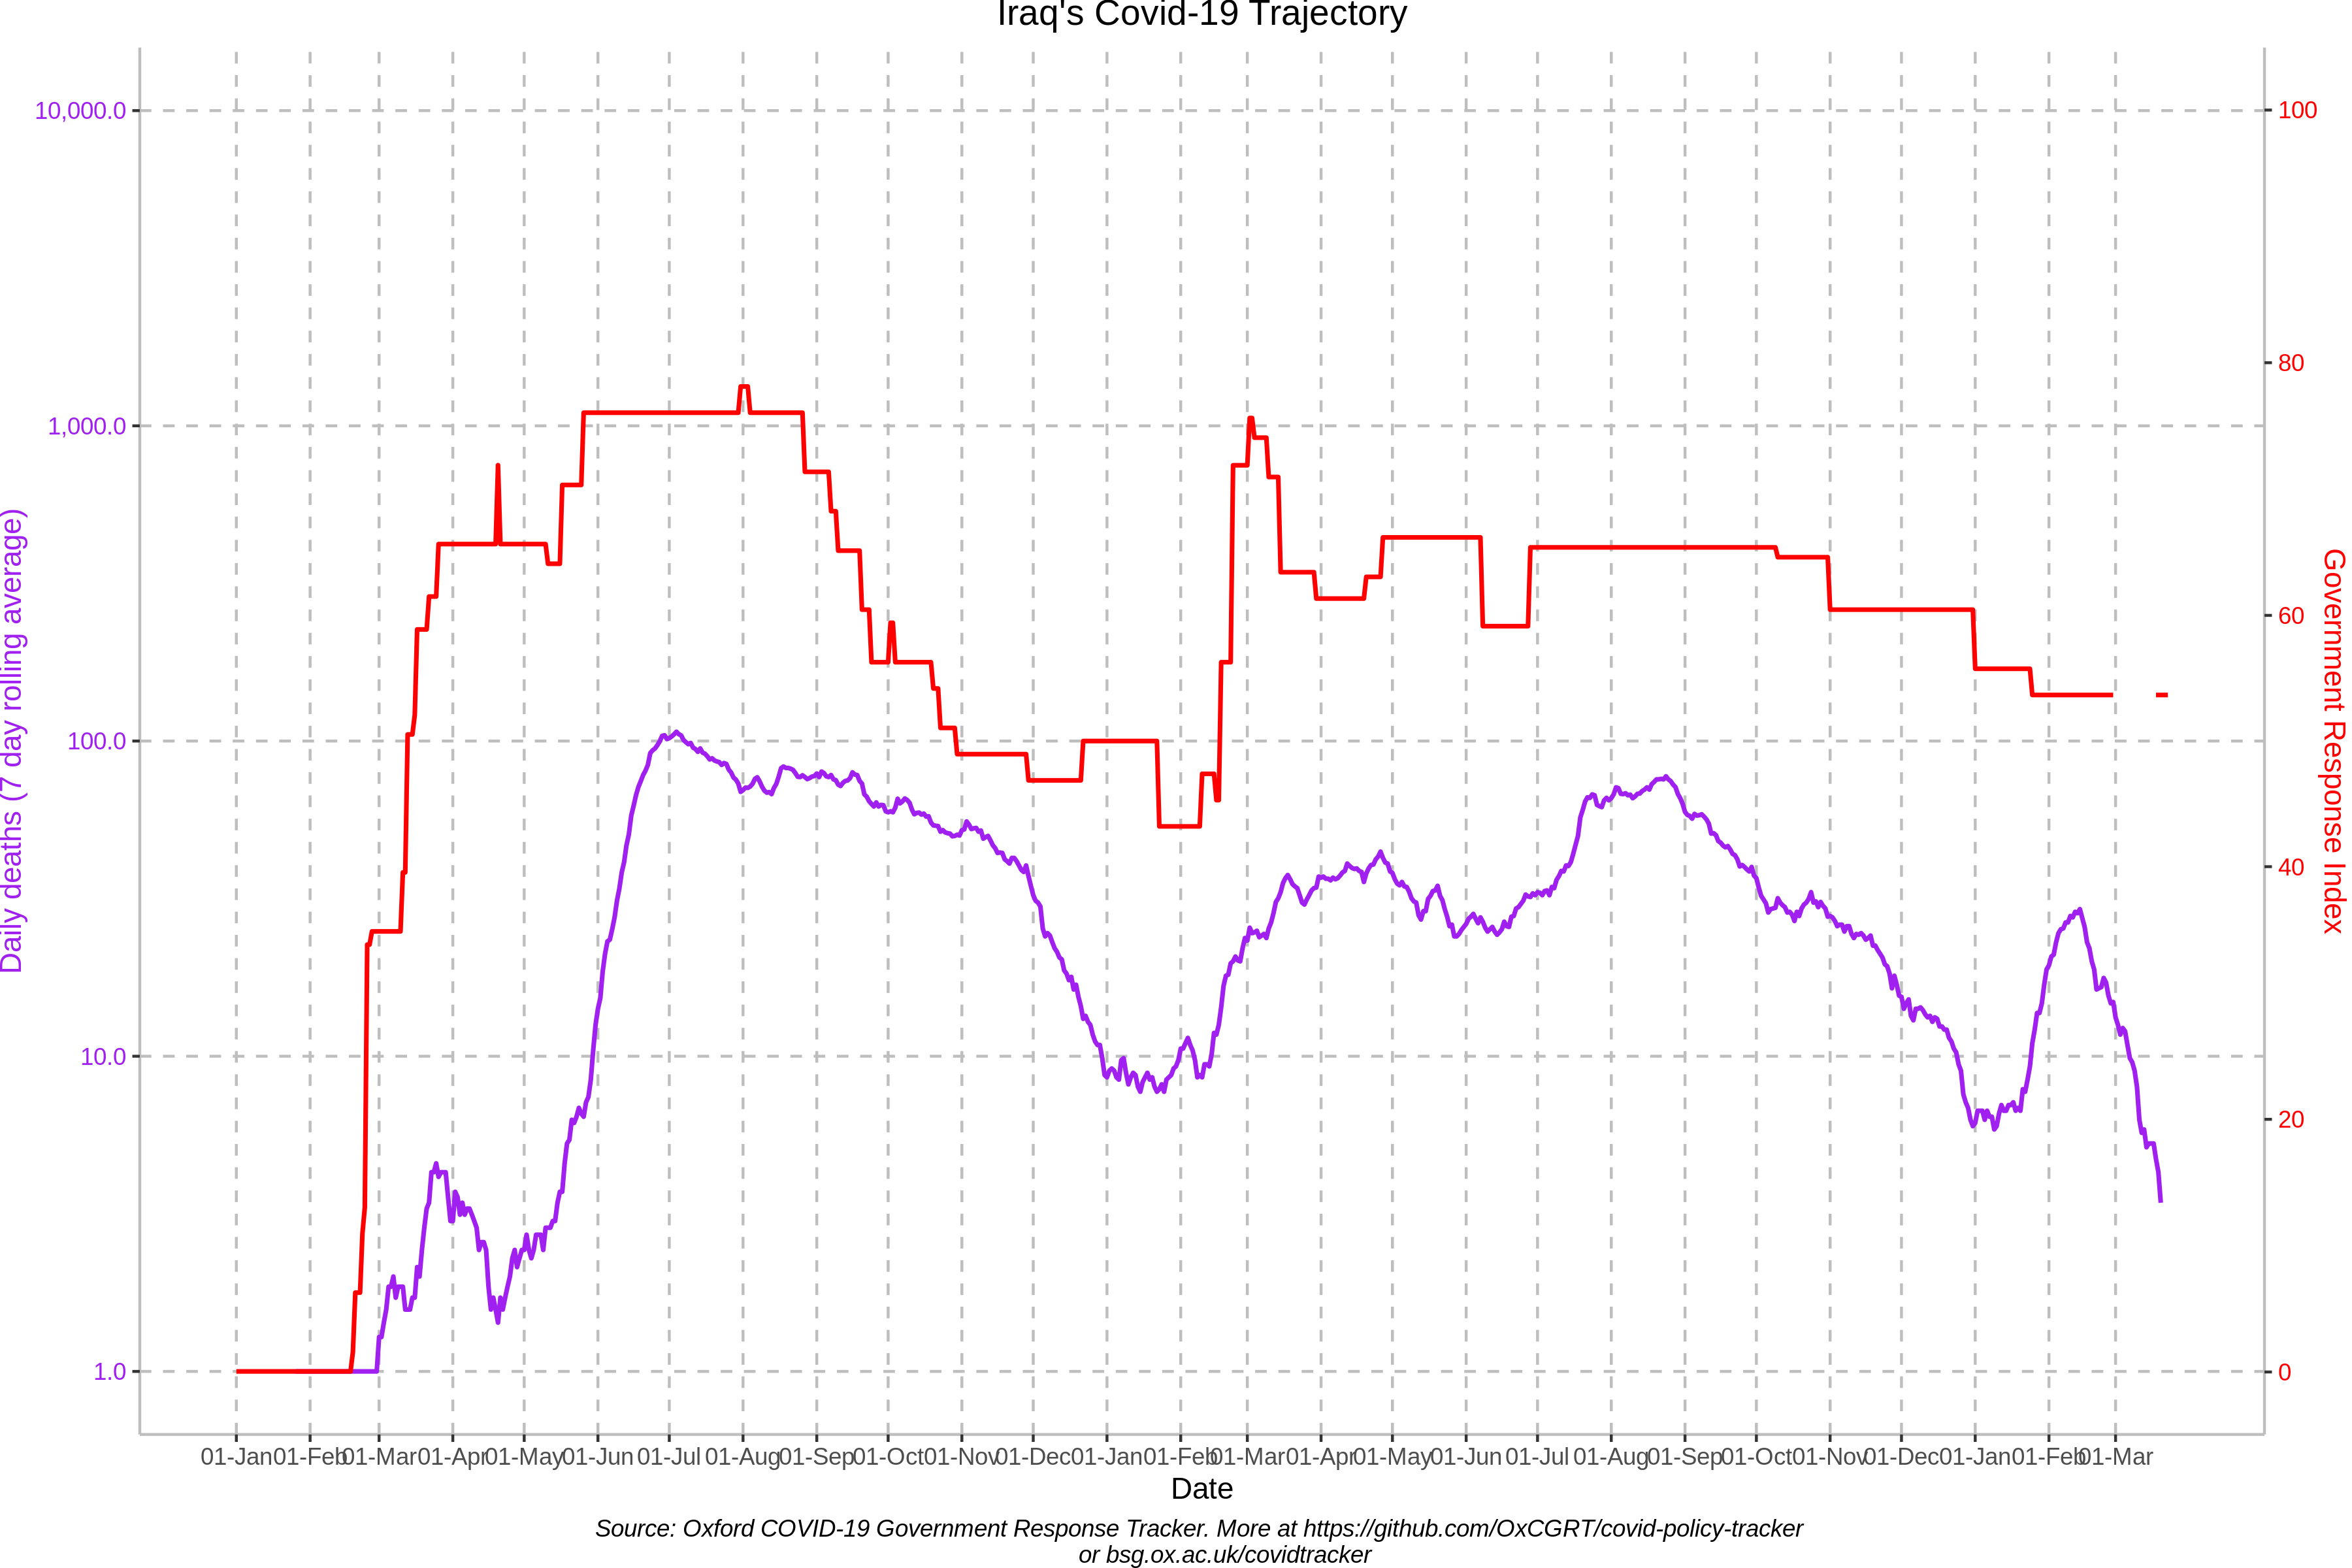 Iraq's Covid-19 Trajectory
10,000.0
1,000.0
100.0
10.0
1.0
Daily deaths (7 day rolling average)
100
80
60
40
20
0
Government Response Index
01-Jan 01-Feb 01-Mar 01-Apr 01-May 01-Jun 01-Jul 01-Aug 01-Sep 01-Oct 01-Nov 01-Dec 01-Jan 01-Feb 01-Mar 01-Apr 01-May 01-Jun 01-Jul 01-Aug 01-Sep 01-Oct 01-Nov 01-Dec 01-Jan 01-Feb 01-Mar
Date
Source: Oxford COVID-19 Government Response Tracker. More at https://github.com/OxCGRT/covid-policy-tracker
or bsg.ox.ac.uk/covidtracker